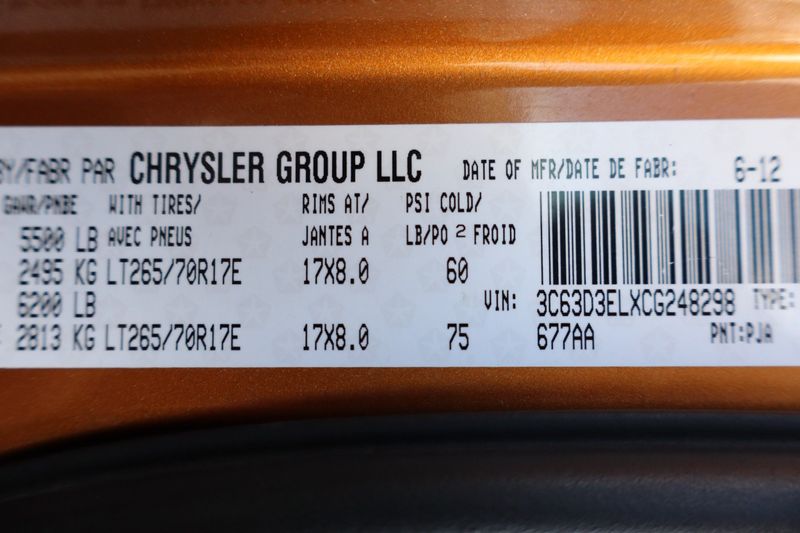 BY/FABR PAR CHRYSLER GROUP LLC DATE OF MFR/DATE DE FABR: 6-12
GAWR/PNBE WITH TIRES/ RIMS AT/ PSI COLD/
5500 LB AVEC PNEUS JANTES A LB/PO 2 FROID
2495 KG LT265/70R17E 17X8.0 60
6200 LB VIN: 3C63D3ELXCG248298 TYPE:
2813 KG LT265/70R17E 17X8.0 75 677AA PNT:PJA